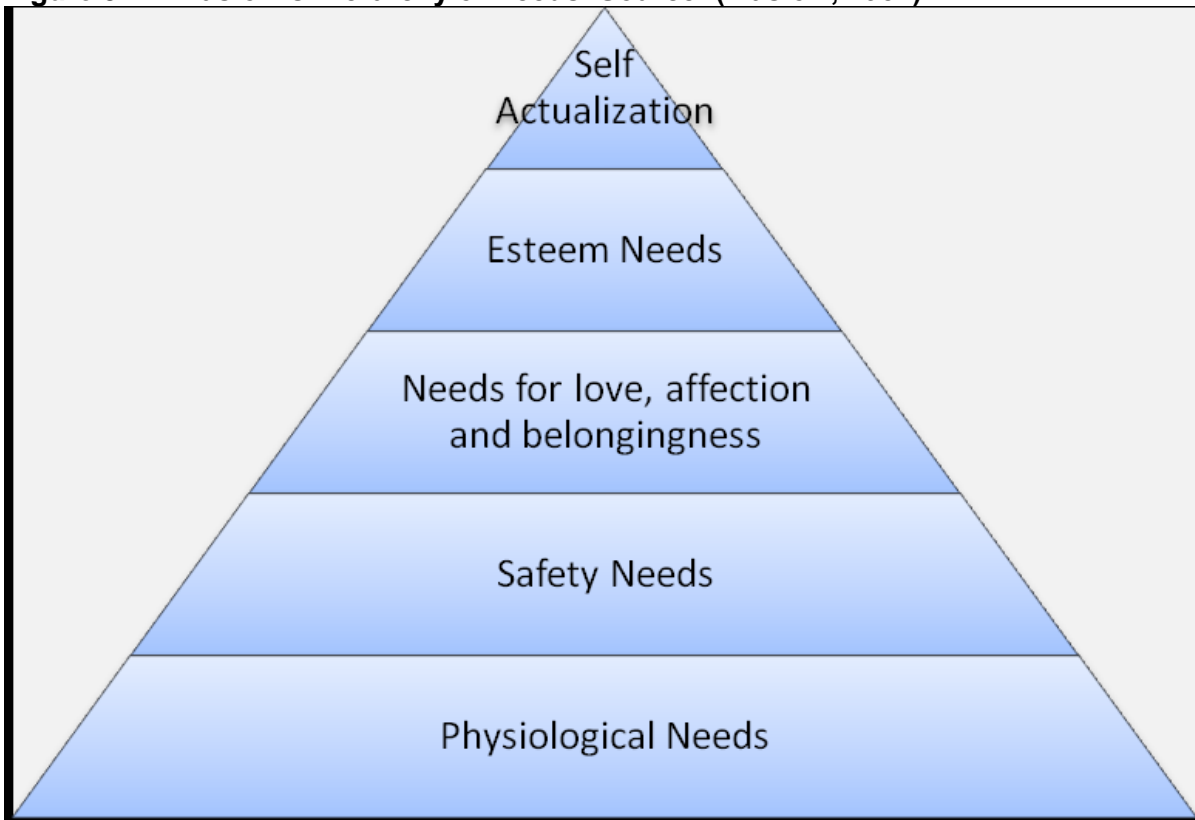 Self
Actualization
Esteem Needs
Needs for love, affection
and belongingness
Safety Needs
Physiological Needs